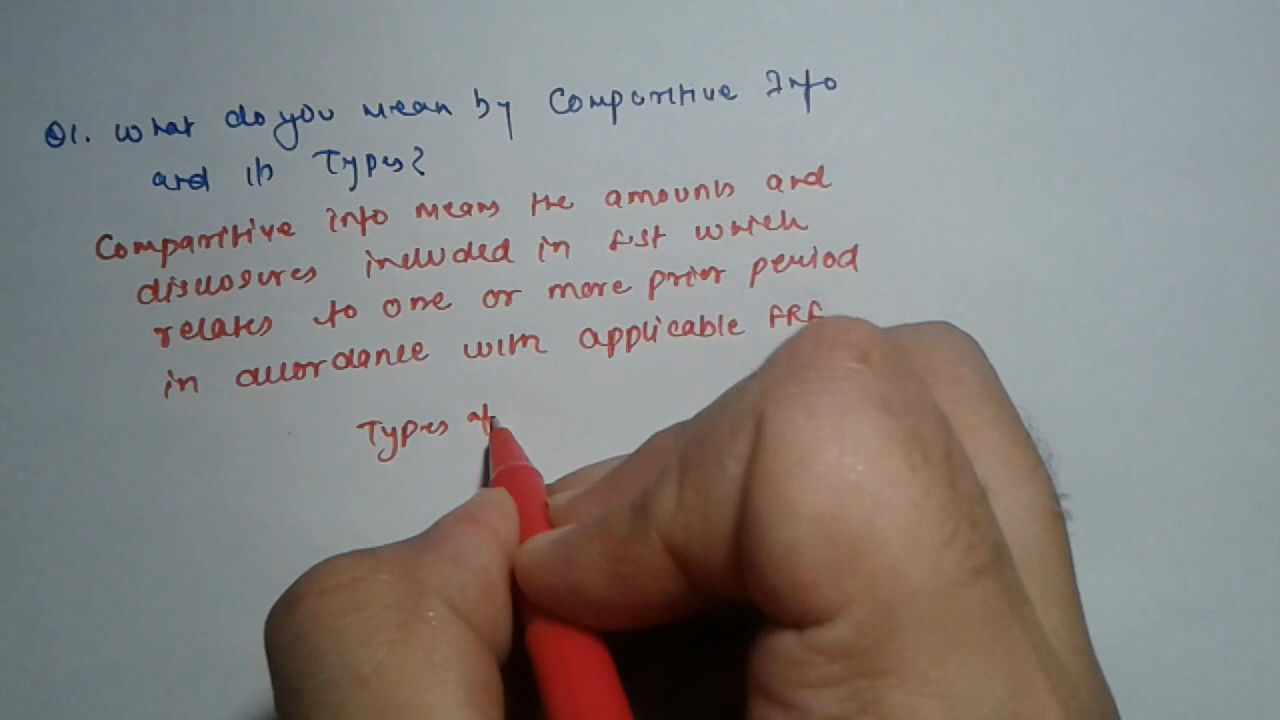 Q1. What do you mean by Comparitive Info
and its Types?
Comparitive info means the amounts and
disclosures included in fist which
relates to one or more prior period
in accordance with applicable FRF
Types of